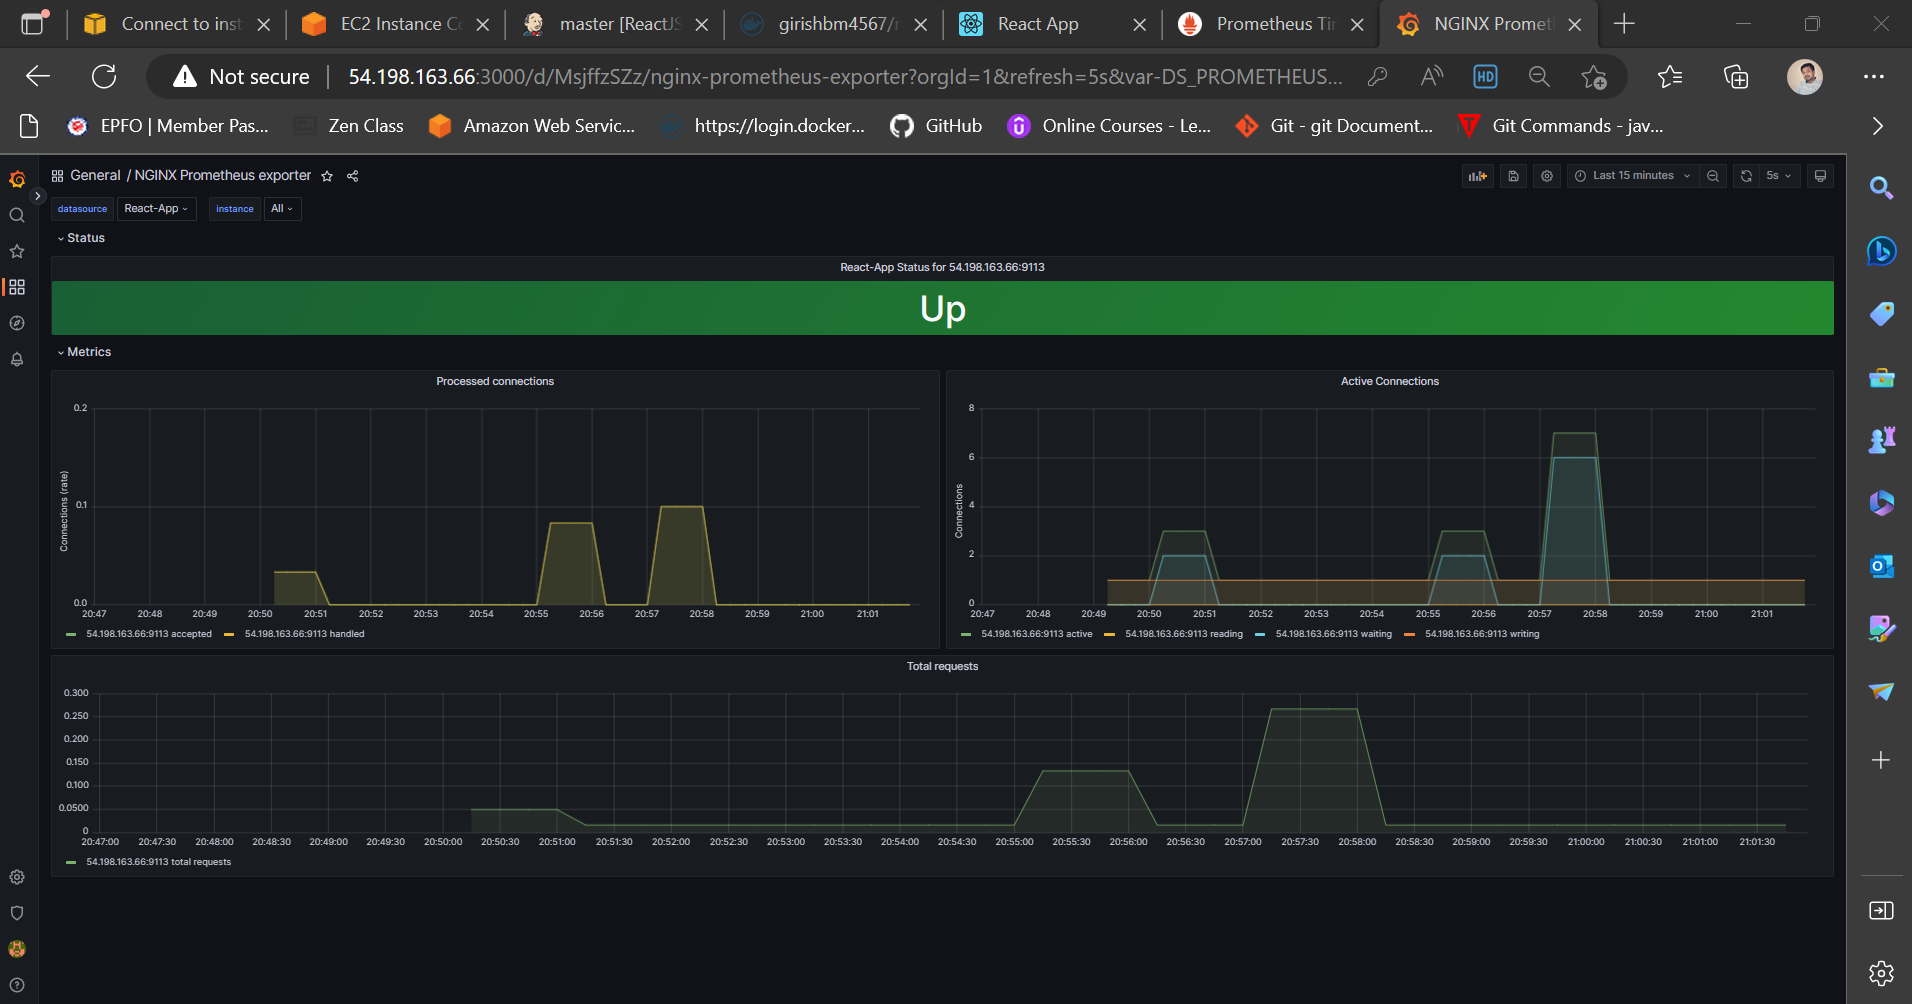 Connect to inst
EC2 Instance Co
master [ReactJS
girishbm4567/r
React App
Prometheus Tim
NGINX Prometh
Not secure
54.198.163.66:3000/d/MsjffzSZz/nginx-prometheus-exporter?orgId=1&refresh=5s&var-DS_PROMETHEUS...
HD
EPFO | Member Pas...
Zen Class
Amazon Web Servic...
https://login.docker...
GitHub
Online Courses - Le...
Git - git Document...
Git Commands - jav...
General / NGINX Prometheus exporter
Last 15 minutes
5s
datasource React-App instance All
Status
React-App Status for 54.198.163.66:9113
Up
Metrics
Processed connections
Connections (rate)
0.2
0.1
0.0
20:47 20:48 20:49 20:50 20:51 20:52 20:53 20:54 20:55 20:56 20:57 20:58 20:59 21:00 21:01
54.198.163.66:9113 accepted 54.198.163.66:9113 handled
Active Connections
Connections
8
6
4
2
0
20:47 20:48 20:49 20:50 20:51 20:52 20:53 20:54 20:55 20:56 20:57 20:58 20:59 21:00 21:01
54.198.163.66:9113 active 54.198.163.66:9113 reading 54.198.163.66:9113 waiting 54.198.163.66:9113 writing
Total requests
0.300
0.250
0.200
0.150
0.100
0.0500
0
20:47:00 20:47:30 20:48:00 20:48:30 20:49:00 20:49:30 20:50:00 20:50:30 20:51:00 20:51:30 20:52:00 20:52:30 20:53:00 20:53:30 20:54:00 20:54:30 20:55:00 20:55:30 20:56:00 20:56:30 20:57:00 20:57:30 20:58:00 20:58:30 20:59:00 20:59:30 21:00:00 21:00:30 21:01:00 21:01:30
54.198.163.66:9113 total requests